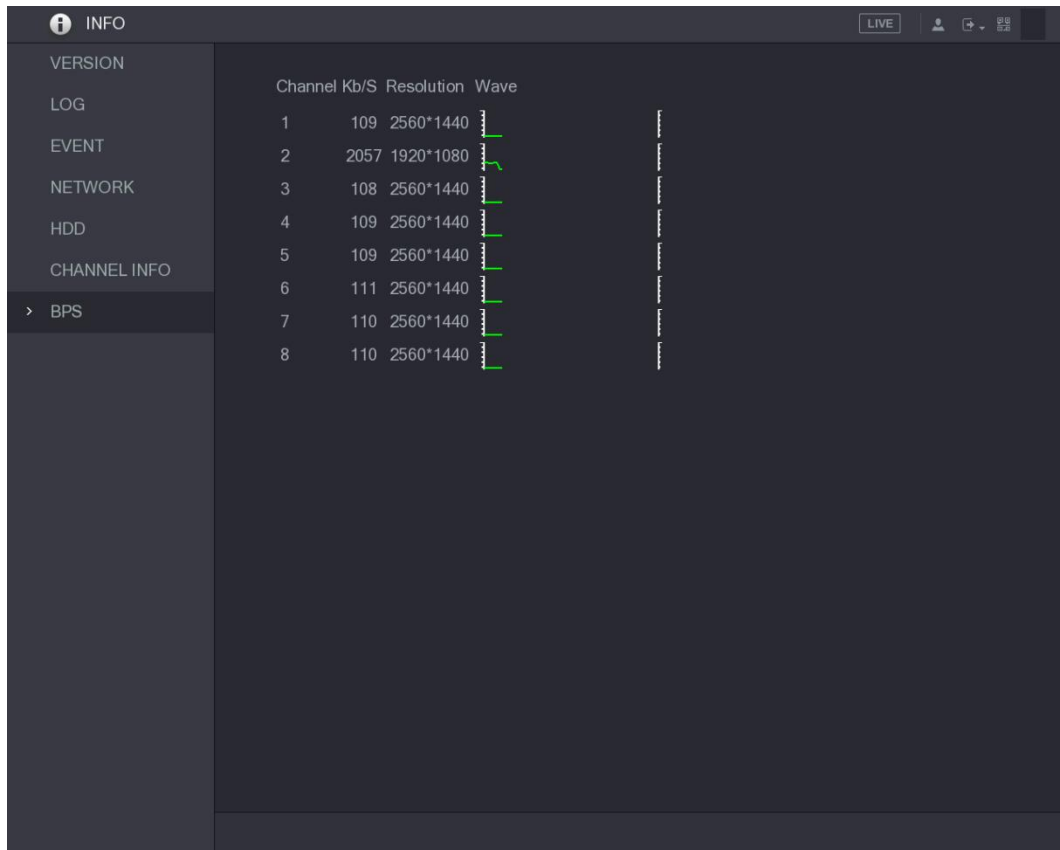 INFO
LIVE
VERSION
LOG
EVENT
NETWORK
HDD
CHANNEL INFO
> BPS
Channel Kb/S Resolution Wave
1 109 2560*1440
2 2057 1920*1080
3 108 2560*1440
4 109 2560*1440
5 109 2560*1440
6 111 2560*1440
7 110 2560*1440
8 110 2560*1440